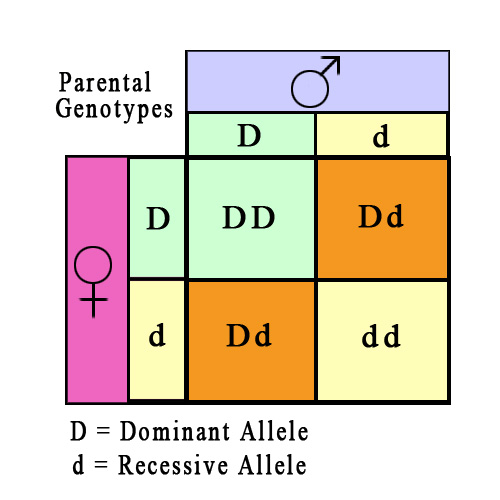 Parental
Genotypes
D d
D DD Dd
d Dd dd
D = Dominant Allele
d = Recessive Allele